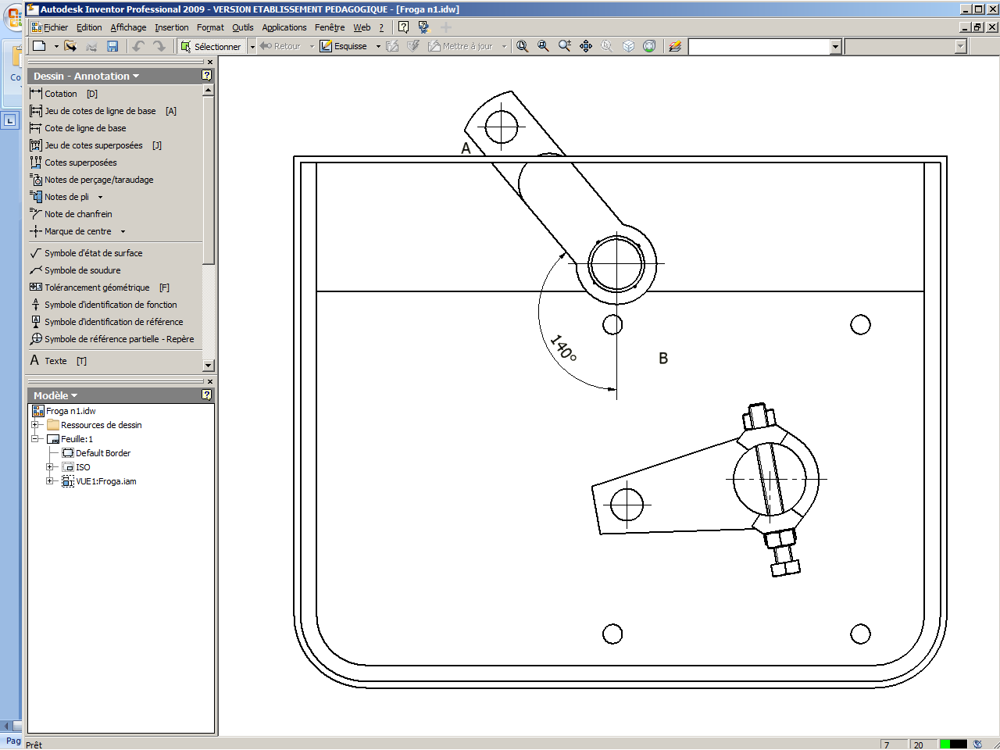 Autodesk Inventor Professional 2009 - VERSION ETABLISSEMENT PEDAGOGIQUE - [Froga n1.idw]
Fichier Edition Affichage Insertion Format Outils Applications Fenêtre Web ?
Sélectionner Retour Esquisse Mettre à jour
Co
Dessin - Annotation
Cotation [D]
Jeu de cotes de ligne de base [A]
Cote de ligne de base
Jeu de cotes superposées [J]
Cotes superposées
Notes de perçage/taraudage
Notes de pli
Note de chanfrein
Marque de centre
Symbole d'état de surface
Symbole de soudure
Tolérancement géométrique [F]
Symbole d'identification de fonction
Symbole d'identification de référence
Symbole de référence partielle - Repère
A Texte [T]
Modèle
Froga n1.idw
Ressources de dessin
Feuille:1
Default Border
ISO
VUE1:Froga.iam
A
140°
B
Pag
Prêt
7 20